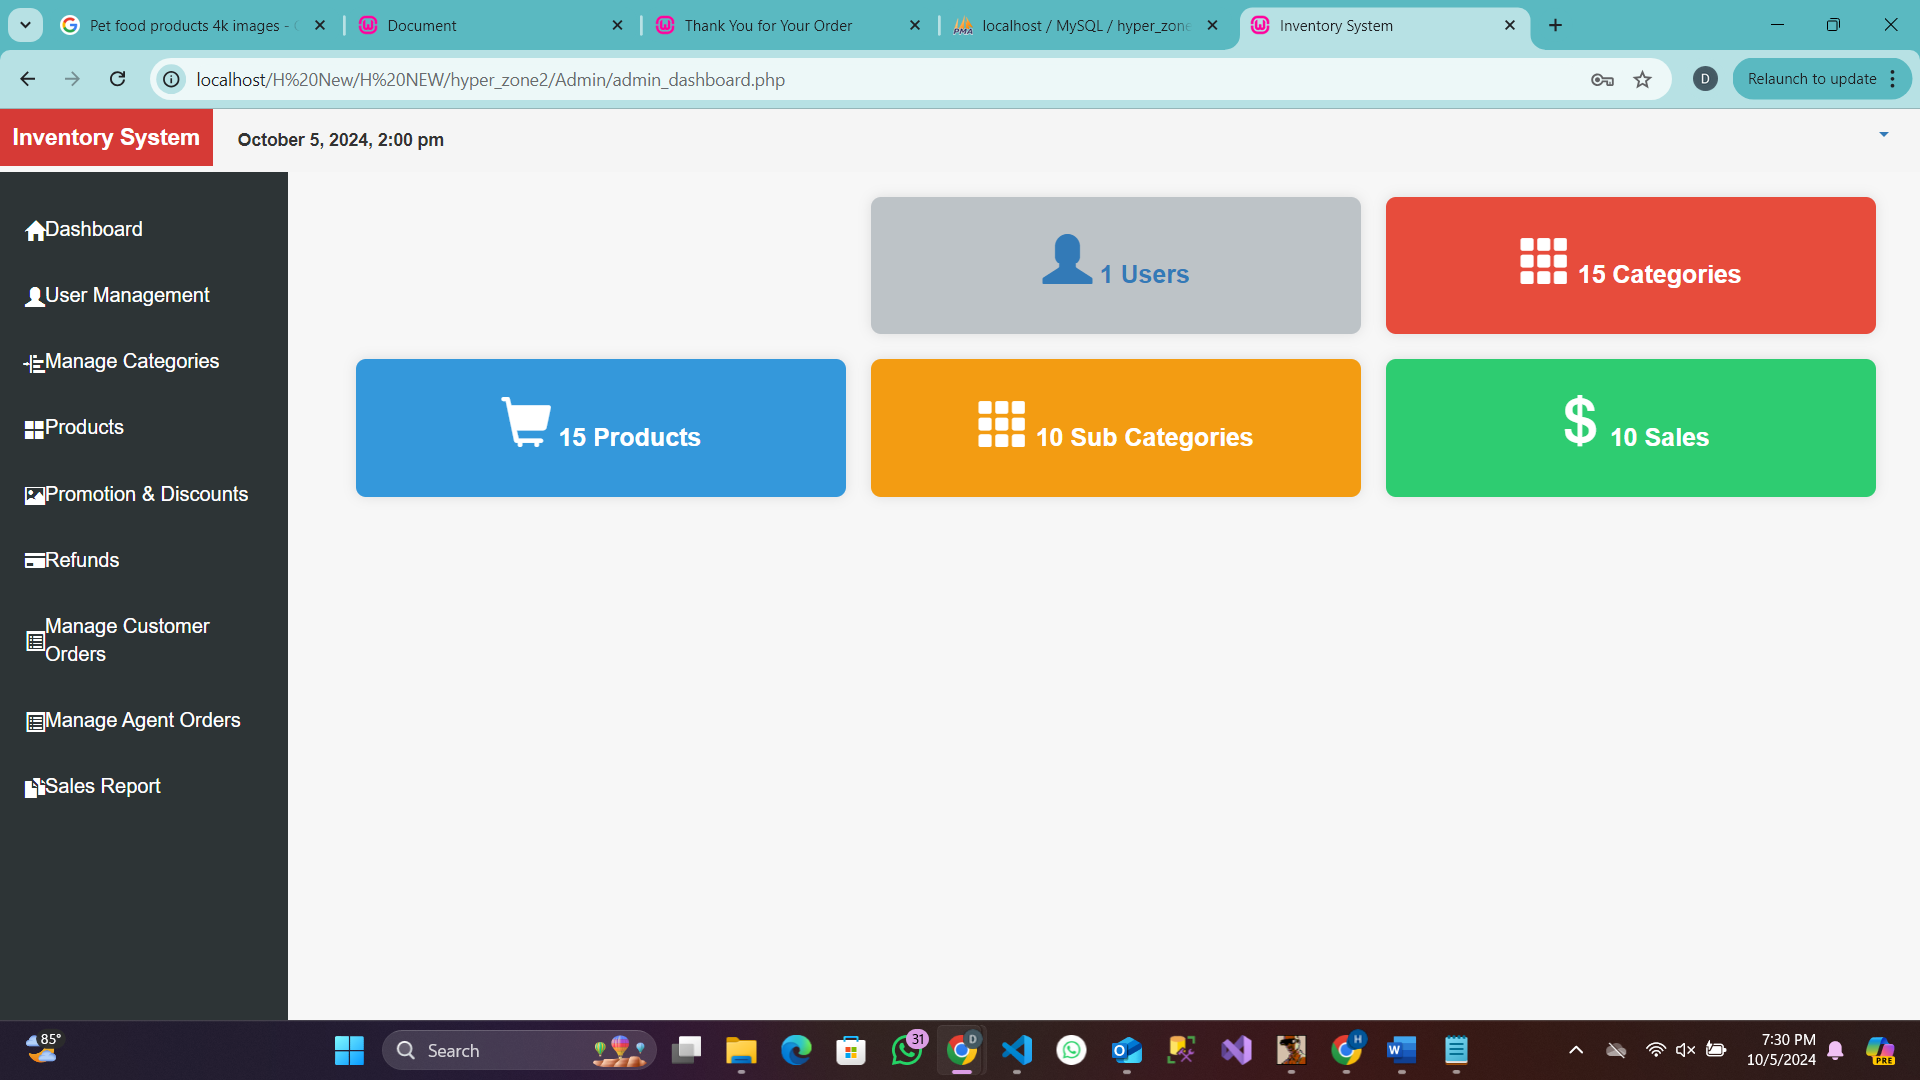 Pet food products 4k images -
Document
Thank You for Your Order
PMA
localhost / MySQL / hyper_zone
Inventory System
localhost/H%20New/H%20NEW/hyper_zone2/Admin/admin_dashboard.php
D
Relaunch to update
Inventory System
October 5, 2024, 2:00 pm
Dashboard
User Management
Manage Categories
Products
Promotion & Discounts
Refunds
Manage Customer
Orders
Manage Agent Orders
Sales Report
1 Users
15 Categories
15 Products
10 Sub Categories
$ 10 Sales
85°
Search
31
D
H
7:30 PM
10/5/2024
PRE